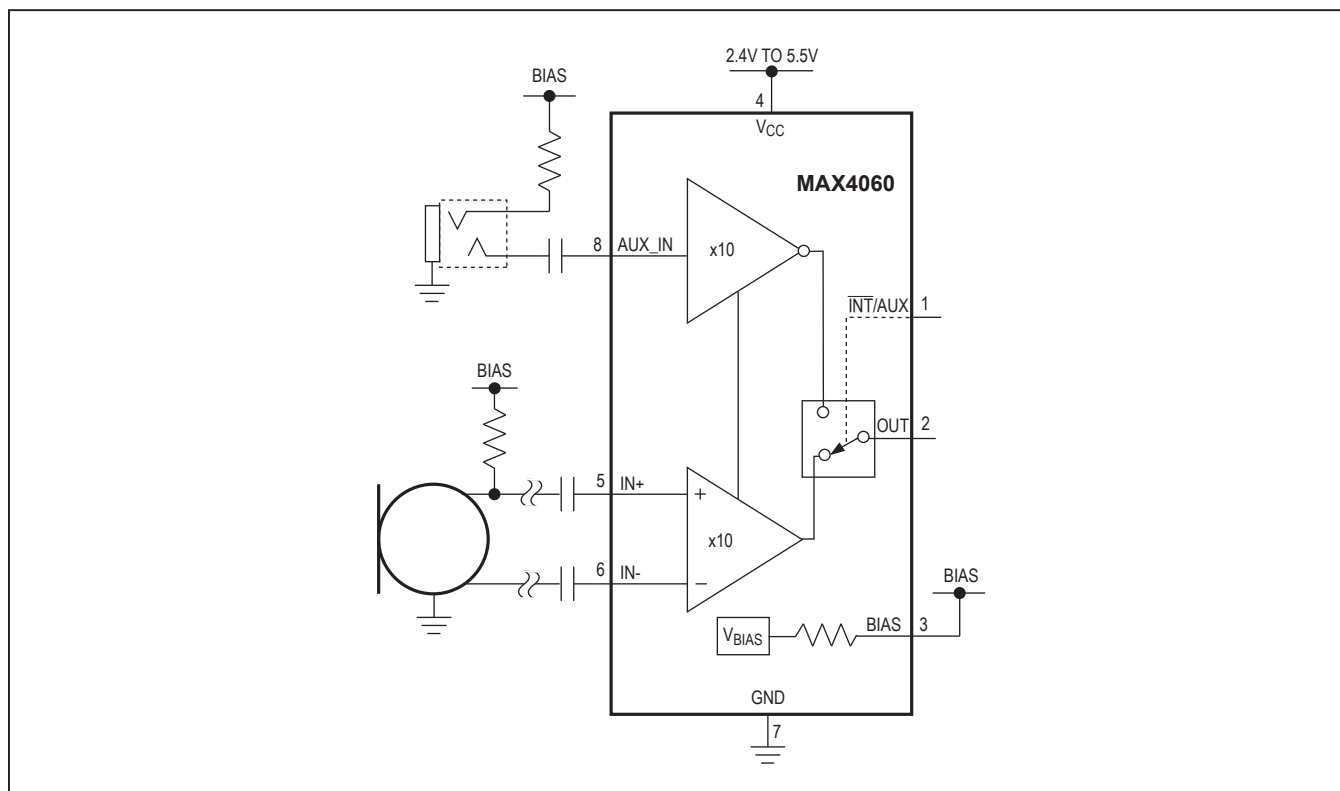 2.4V TO 5.5V
BIAS
4
VCC
MAX4060
8
AUX_IN
x10
INT/AUX
1
BIAS
OUT
2
5
IN+
+
x10
6
IN-
−
BIAS
VBIAS
BIAS
3
GND
7